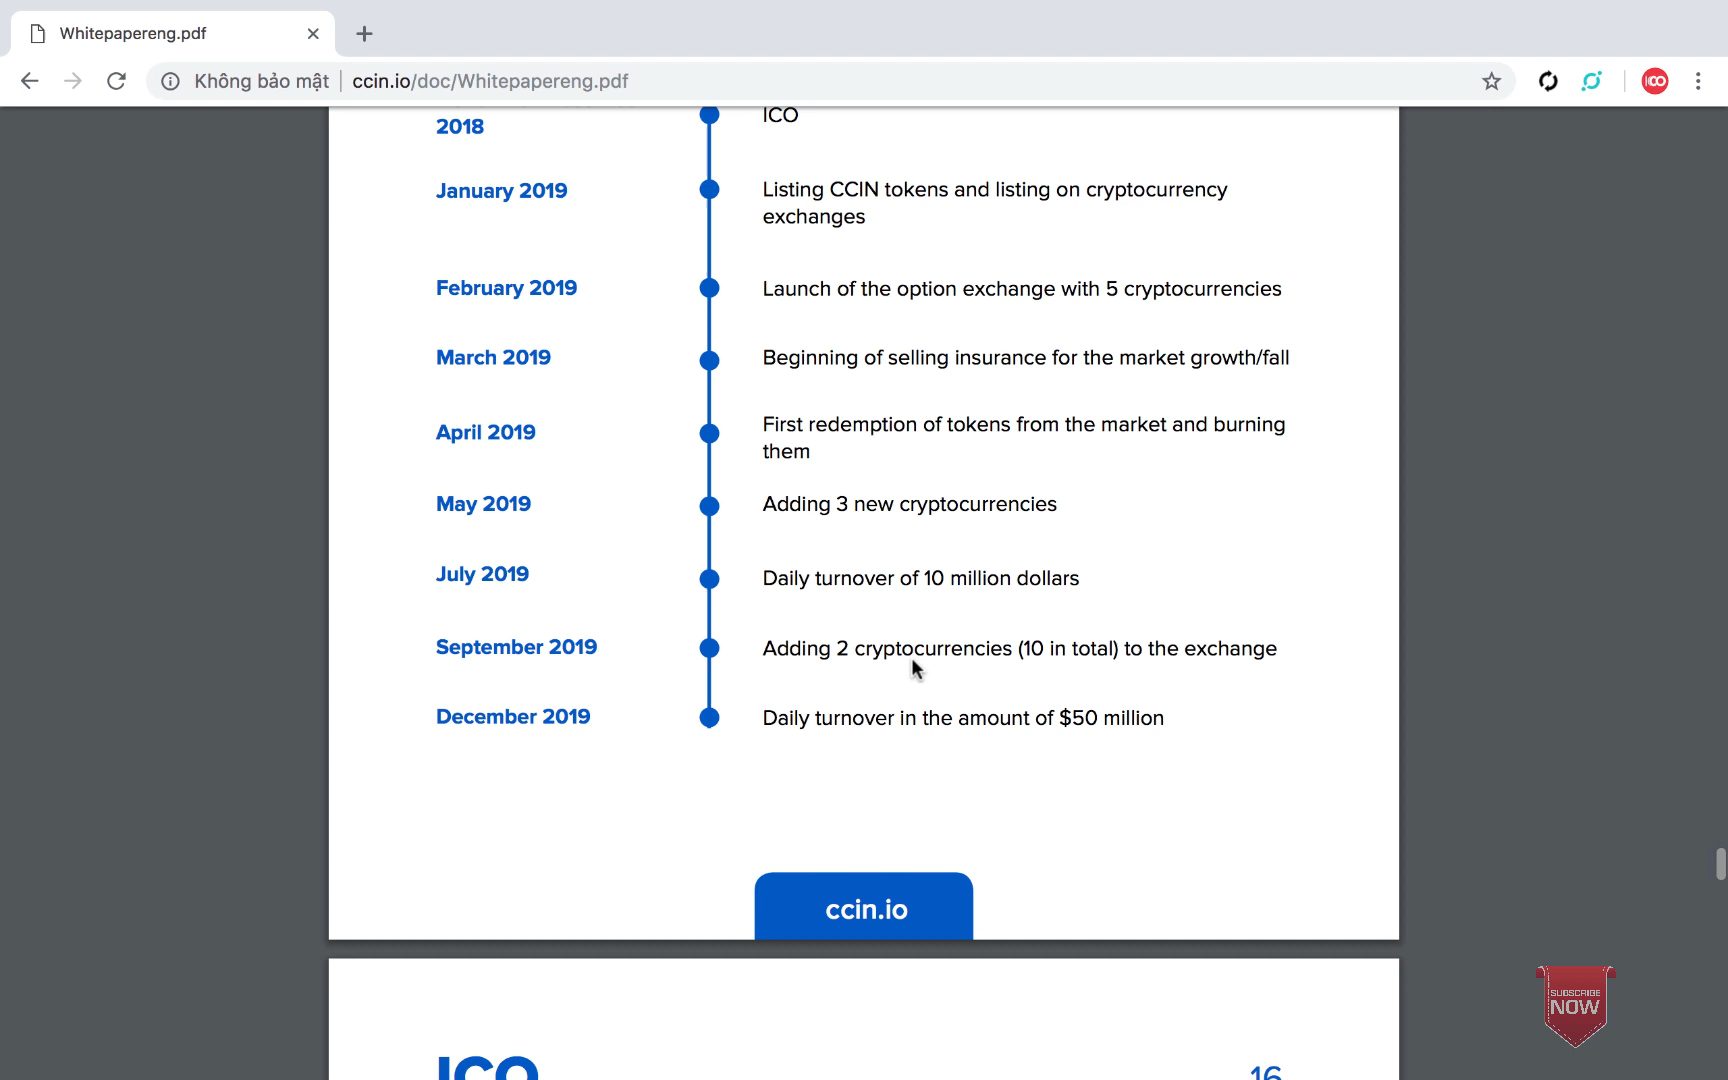 Whitepapereng.pdf
Không bảo mật
ccin.io/doc/Whitepapereng.pdf
2018
ICO
January 2019
Listing CCIN tokens and listing on cryptocurrency
exchanges
February 2019
Launch of the option exchange with 5 cryptocurrencies
March 2019
Beginning of selling insurance for the market growth/fall
April 2019
First redemption of tokens from the market and burning
them
May 2019
Adding 3 new cryptocurrencies
July 2019
Daily turnover of 10 million dollars
September 2019
Adding 2 cryptocurrencies (10 in total) to the exchange
December 2019
Daily turnover in the amount of $50 million
ccin.io
SUBSCRIBE
NOW
ICO
16